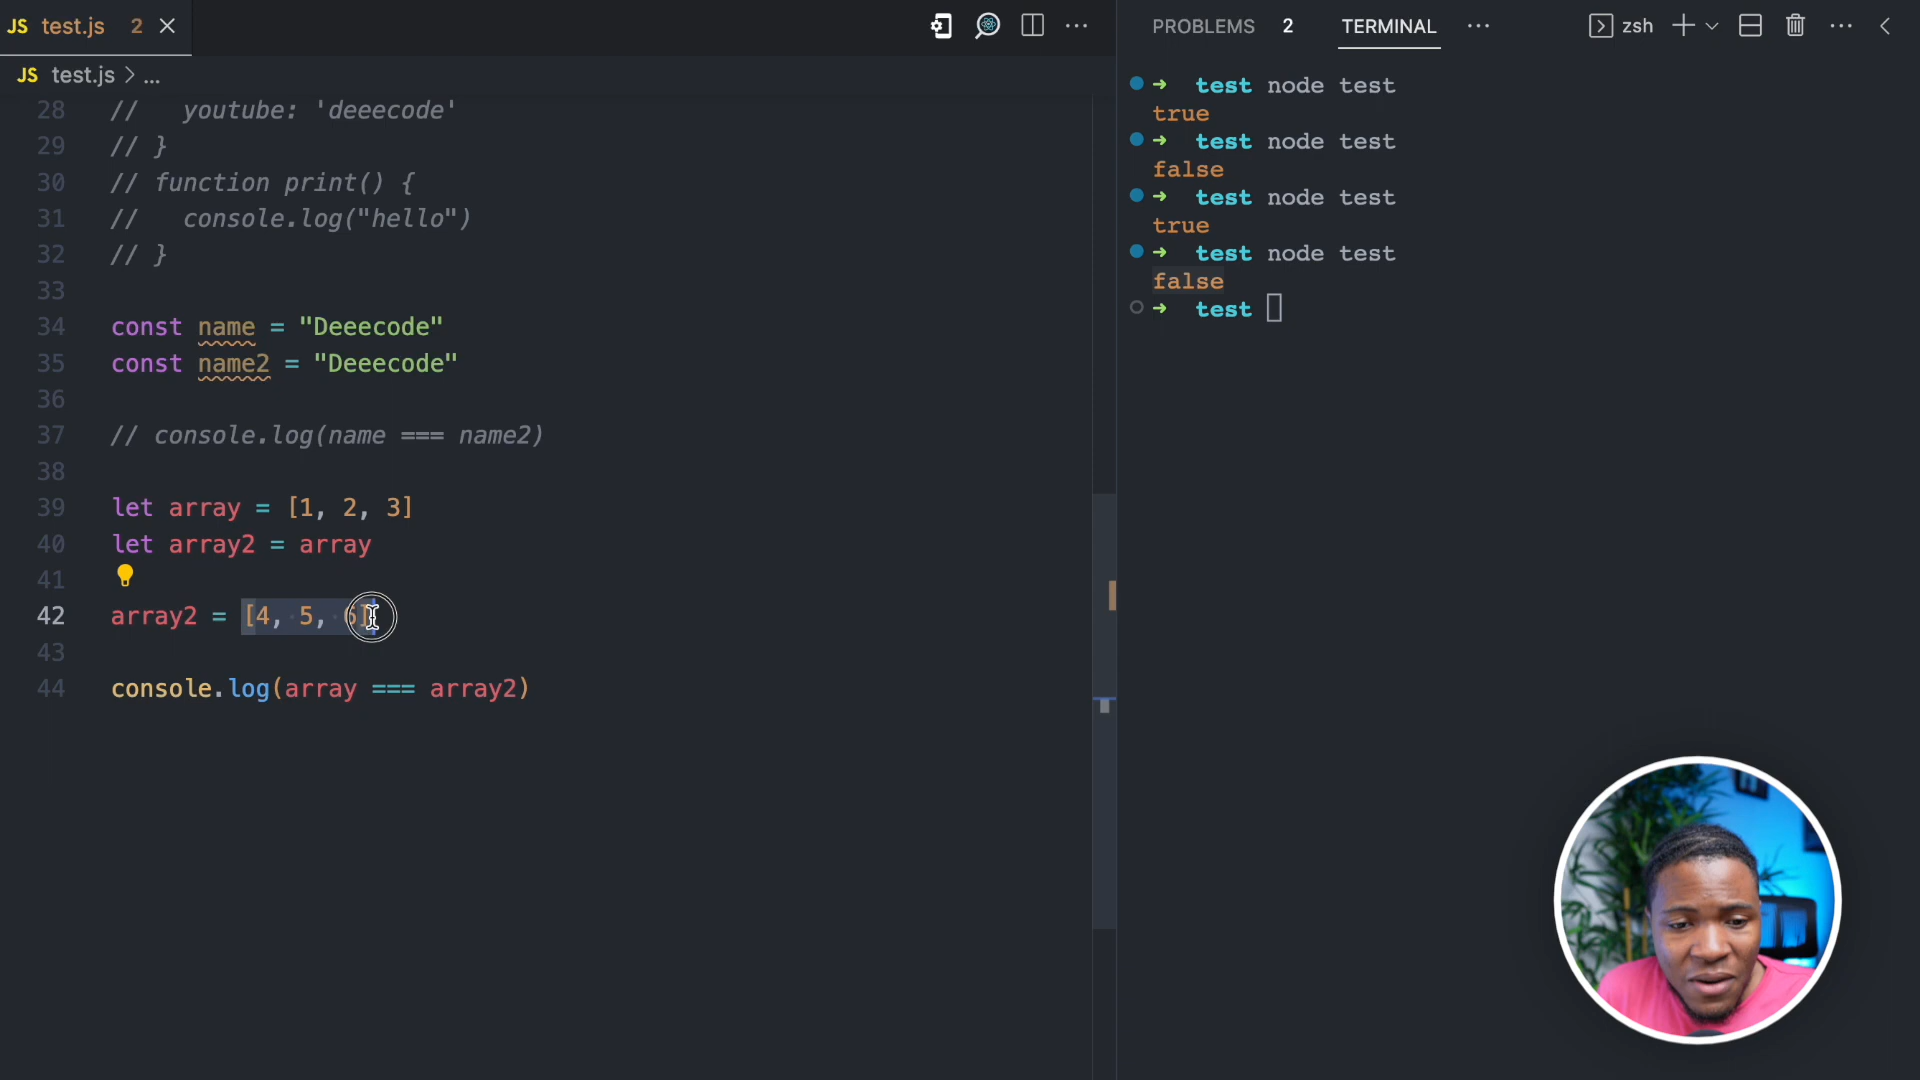 JS test.js 2
JS test.js > ...
28 //   youtube: 'deeecode'
29 // }
30 // function print() {
31 //   console.log("hello")
32 // }
33
34 const name = "Deeecode"
35 const name2 = "Deeecode"
36
37 // console.log(name === name2)
38
39 let array = [1, 2, 3]
40 let array2 = array
41
42 array2 = [4, 5, 6]
43
44 console.log(array === array2)
PROBLEMS 2 TERMINAL ... zsh
➜ test node test
true
➜ test node test
false
➜ test node test
true
➜ test node test
false
➜ test